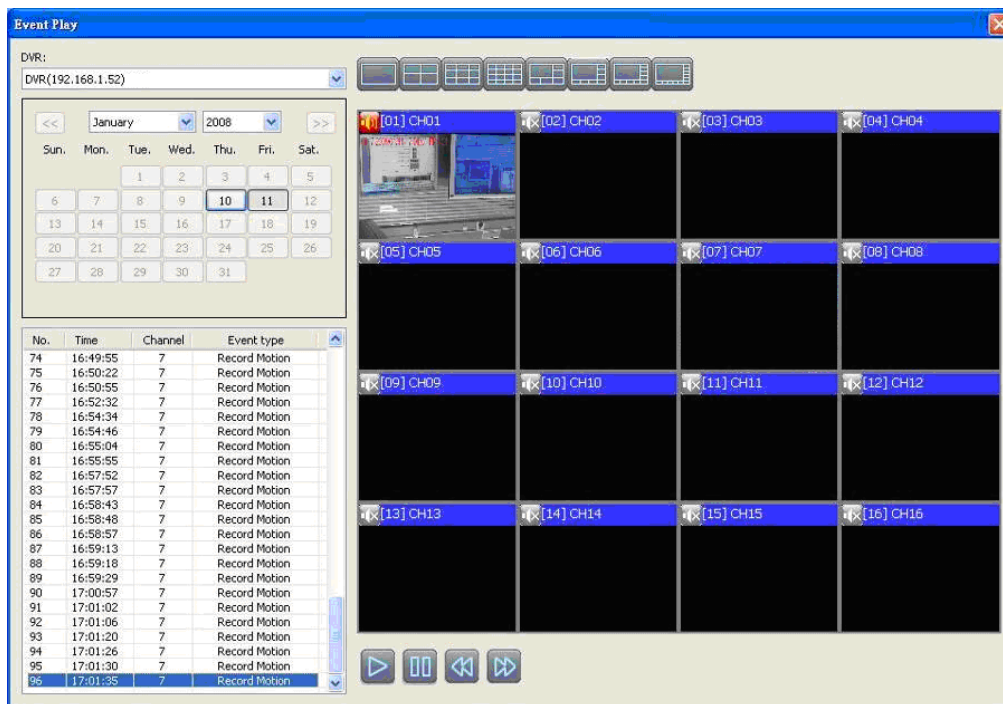 Event Play
DVR:
DVR(192.168.1.52)
<< January 2008 >>
Sun. Mon. Tue. Wed. Thu. Fri. Sat.
1 2 3 4 5
6 7 8 9 10 11 12
13 14 15 16 17 18 19
20 21 22 23 24 25 26
27 28 29 30 31
No. Time Channel Event type
74 16:49:55 7 Record Motion
75 16:50:22 7 Record Motion
76 16:50:55 7 Record Motion
77 16:52:32 7 Record Motion
78 16:54:34 7 Record Motion
79 16:54:46 7 Record Motion
80 16:55:04 7 Record Motion
81 16:55:55 7 Record Motion
82 16:57:52 7 Record Motion
83 16:57:57 7 Record Motion
84 16:58:43 7 Record Motion
85 16:58:48 7 Record Motion
86 16:58:57 7 Record Motion
87 16:59:13 7 Record Motion
88 16:59:18 7 Record Motion
89 16:59:29 7 Record Motion
90 17:00:57 7 Record Motion
91 17:01:02 7 Record Motion
92 17:01:06 7 Record Motion
93 17:01:20 7 Record Motion
94 17:01:26 7 Record Motion
95 17:01:30 7 Record Motion
96 17:01:35 7 Record Motion
[01] CH01 [02] CH02 [03] CH03 [04] CH04
[05] CH05 [06] CH06 [07] CH07 [08] CH08
[09] CH09 [10] CH10 [11] CH11 [12] CH12
[13] CH13 [14] CH14 [15] CH15 [16] CH16